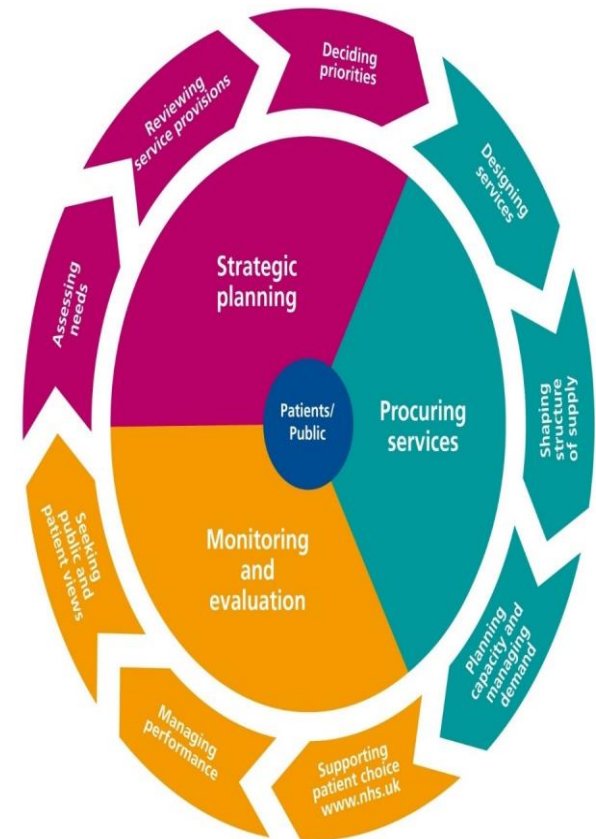 Deciding
priorities
Designing
services
Shaping
structure
of supply
Planning
capacity and
managing
demand
Supporting
patient choice
www.nhs.uk
Managing
performance
Seeking
public and
patient views
Assessing
needs
Reviewing
service provisions
Strategic
planning
Procuring
services
Monitoring
and
evaluation
Patients/
Public